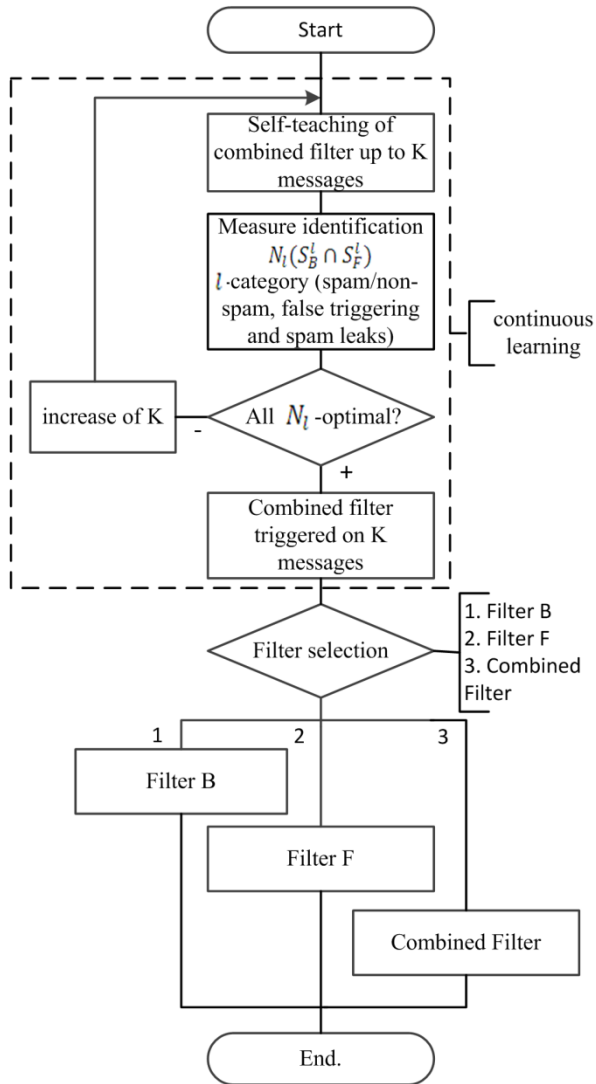 Start
Self-teaching of
combined filter up to K
messages
Measure identification
N_l(S_B^l ∩ S_F^l)
l-category (spam/non-
spam, false triggering
and spam leaks)
continuous
learning
increase of K
-
All N_l -optimal?
+
Combined filter
triggered on K
messages
Filter selection
1. Filter B
2. Filter F
3. Combined
Filter
1
2
3
Filter B
Filter F
Combined Filter
End.